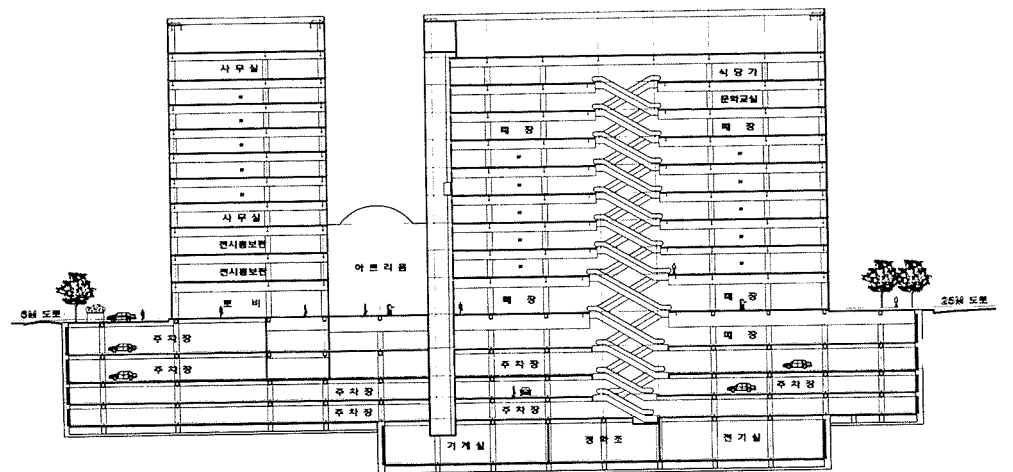 사 무 실
"
"
"
"
"
사 무 실
전시홍보관
전시홍보관
로 비
아 트 리 움
식 당 가
문화교실
매 장
매 장
"
"
"
"
"
"
"
"
"
"
매 장
매 장
6M 도로
25M 도로
주 차 장
매 장
주 차 장
주 차 장
주 차 장
주 차 장
주 차 장
주 차 장
기 계 실
정 화 조
전 기 실